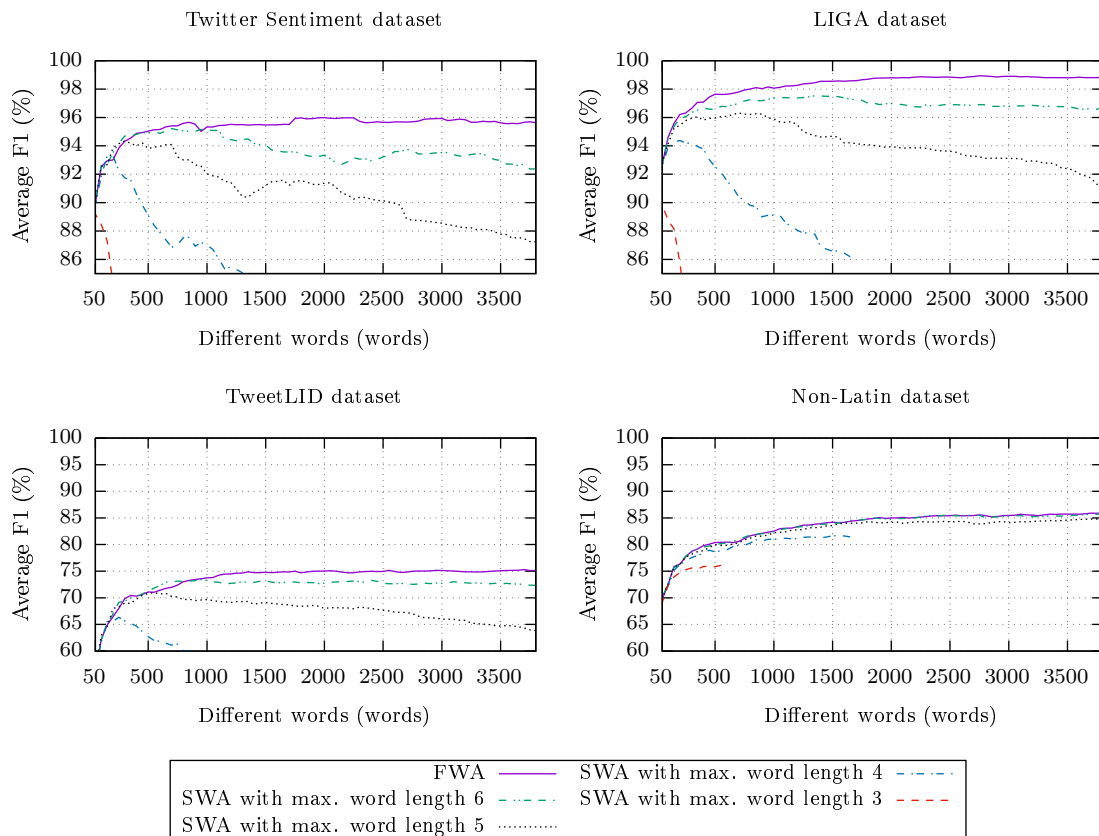 Twitter Sentiment dataset
100
98
96
94
92
90
88
86
Average F1 (%)
50 500 1000 1500 2000 2500 3000 3500
Different words (words)
LIGA dataset
100
98
96
94
92
90
88
86
Average F1 (%)
50 500 1000 1500 2000 2500 3000 3500
Different words (words)
TweetLID dataset
100
95
90
85
80
75
70
65
60
Average F1 (%)
50 500 1000 1500 2000 2500 3000 3500
Different words (words)
Non-Latin dataset
100
95
90
85
80
75
70
65
60
Average F1 (%)
50 500 1000 1500 2000 2500 3000 3500
Different words (words)
FWA
SWA with max. word length 6
SWA with max. word length 5
SWA with max. word length 4
SWA with max. word length 3